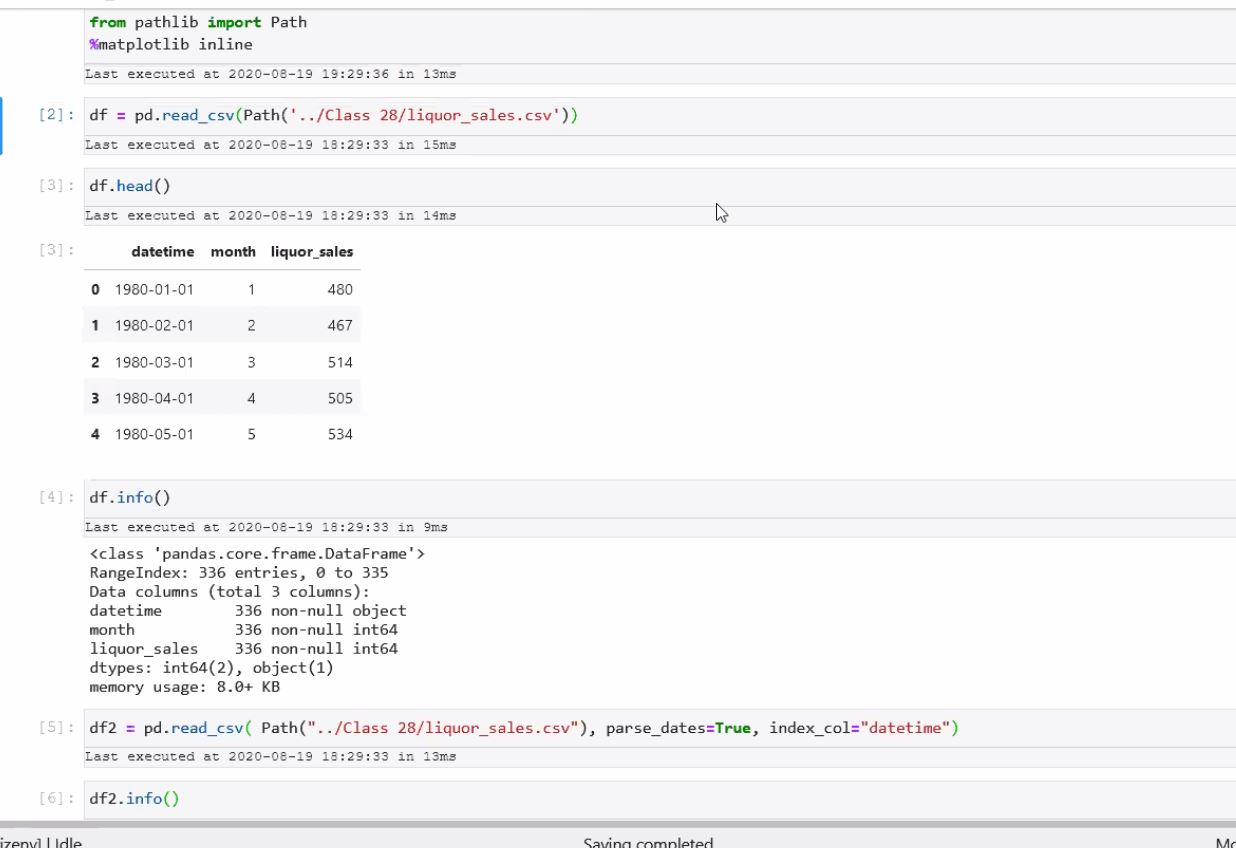 from pathlib import Path
%matplotlib inline
Last executed at 2020-08-19 19:29:36 in 13ms
[2]: df = pd.read_csv(Path('../Class 28/liquor_sales.csv'))
Last executed at 2020-08-19 18:29:33 in 15ms
[3]: df.head()
Last executed at 2020-08-19 18:29:33 in 14ms
[3]: datetime month liquor_sales
0 1980-01-01 1 480
1 1980-02-01 2 467
2 1980-03-01 3 514
3 1980-04-01 4 505
4 1980-05-01 5 534
[4]: df.info()
Last executed at 2020-08-19 18:29:33 in 9ms
<class 'pandas.core.frame.DataFrame'>
RangeIndex: 336 entries, 0 to 335
Data columns (total 3 columns):
datetime 336 non-null object
month 336 non-null int64
liquor_sales 336 non-null int64
dtypes: int64(2), object(1)
memory usage: 8.0+ KB
[5]: df2 = pd.read_csv( Path("../Class 28/liquor_sales.csv"), parse_dates=True, index_col="datetime")
Last executed at 2020-08-19 18:29:33 in 13ms
[6]: df2.info()
Idle Saving completed